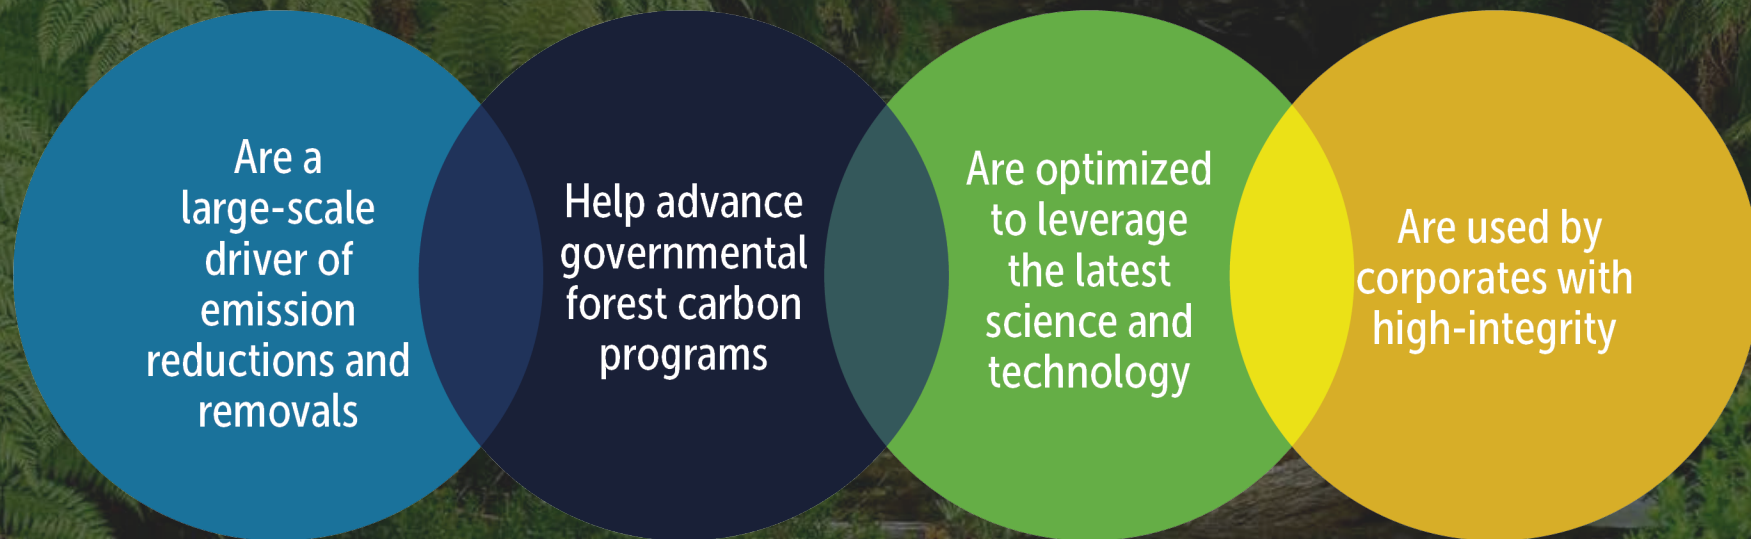 Are a
large-scale
driver of
emission
reductions and
removals
Help advance
governmental
forest carbon
programs
Are optimized
to leverage
the latest
science and
technology
Are used by
corporates with
high-integrity